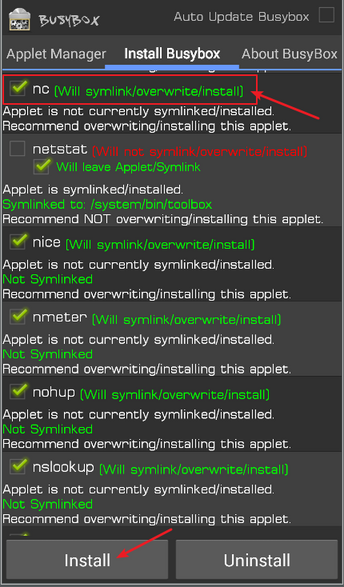 BUSYBOX
Auto Update Busybox
Applet Manager
Install Busybox
About BusyBox
Recommend overwriting/installing this applet.
nc (Will symlink/overwrite/install)
Applet is not currently symlinked/installed.
Recommend overwriting/installing this applet.
netstat (Will not symlink/overwrite/install)
Will leave Applet/Symlink
Applet is symlinked/installed.
Symlinked to: /system/bin/toolbox
Recommend NOT overwriting/installing this applet.
nice (Will symlink/overwrite/install)
Applet is not currently symlinked/installed.
Not Symlinked
Recommend overwriting/installing this applet.
nmeter (Will symlink/overwrite/install)
Applet is not currently symlinked/installed.
Not Symlinked
Recommend overwriting/installing this applet.
nohup (Will symlink/overwrite/install)
Applet is not currently symlinked/installed.
Not Symlinked
Recommend overwriting/installing this applet.
nslookup (Will symlink/overwrite/install)
Applet is not currently symlinked/installed.
Not Symlinked
Recommend overwriting/installing this applet.
Install
Uninstall